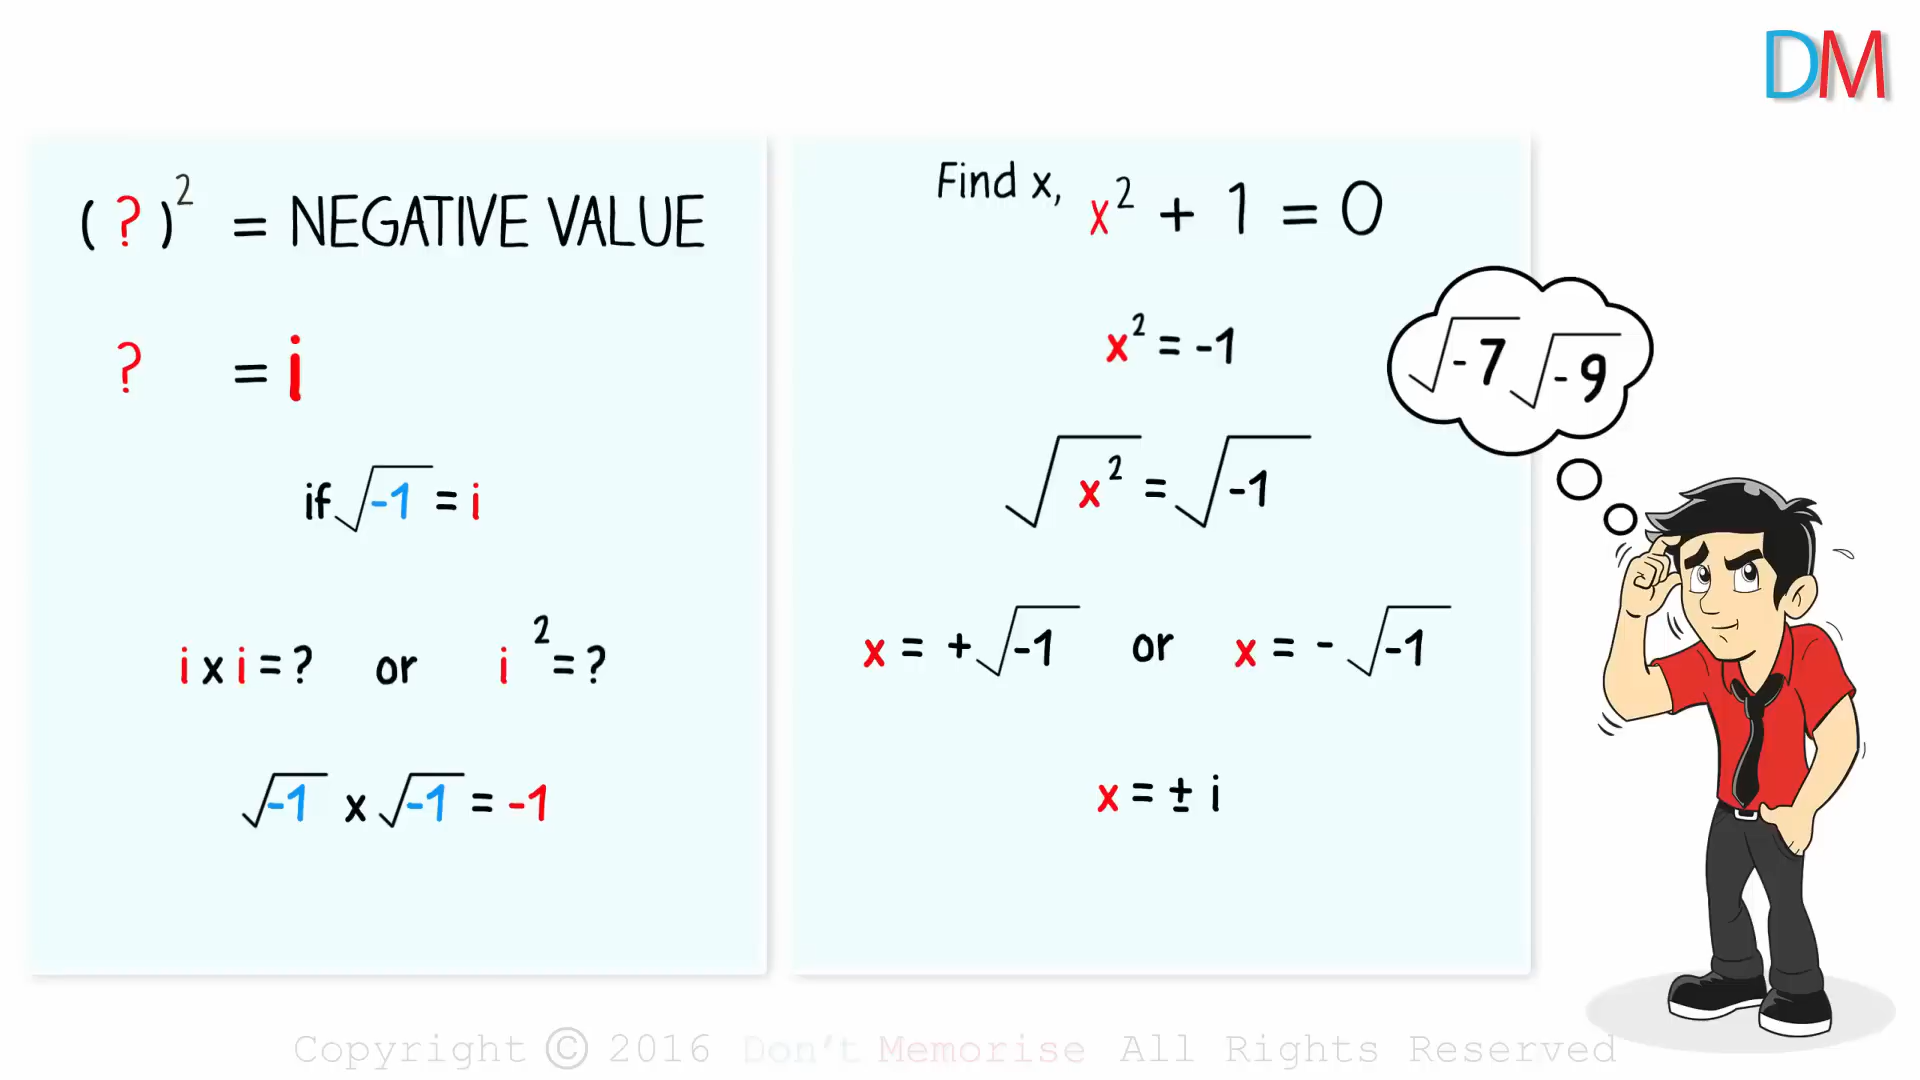 DM
( ? )² = NEGATIVE VALUE
? = i
if √-1 = i
i x i = ? or i ² = ?
√-1 x √-1 = -1
Find x, x² + 1 = 0
x² = -1
√x² = √-1
x = +√-1 or x = -√-1
x = ± i
√-7 √-9
Copyright © 2016 Don't Memorise All Rights Reserved